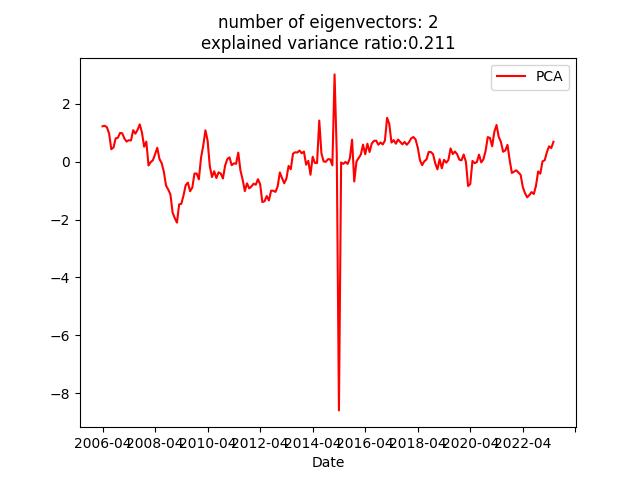 number of eigenvectors: 2
explained variance ratio:0.211
PCA
2
0
−2
−4
−6
−8
2006-04 2008-04 2010-04 2012-04 2014-04 2016-04 2018-04 2020-04 2022-04
Date